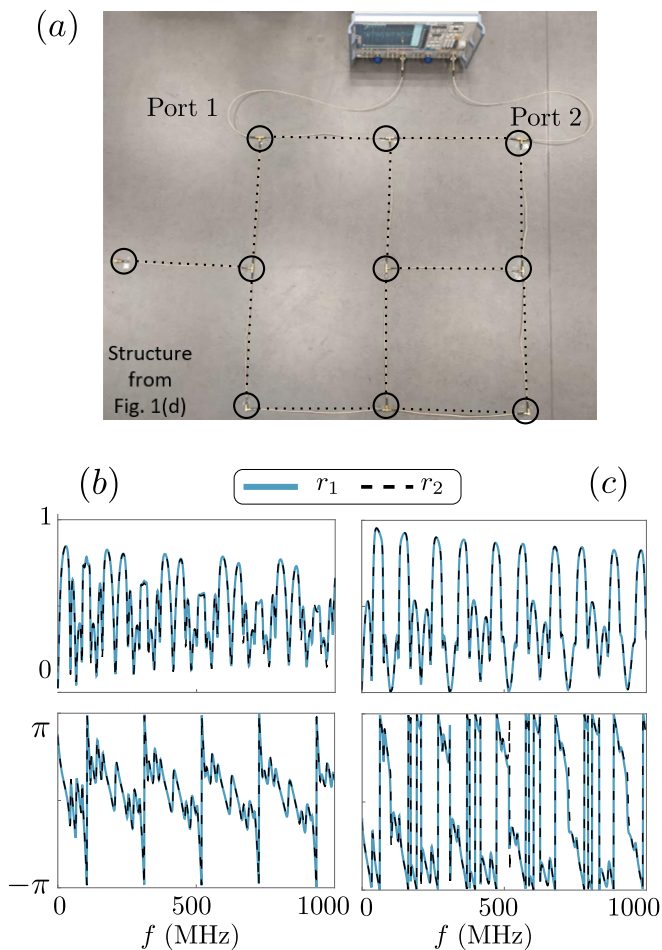 (a)
Port 1
Port 2
Structure
from
Fig. 1(d)
(b)
r1
r2
(c)
1
0
π
−π
0
500
1000
0
500
1000
f (MHz)
f (MHz)